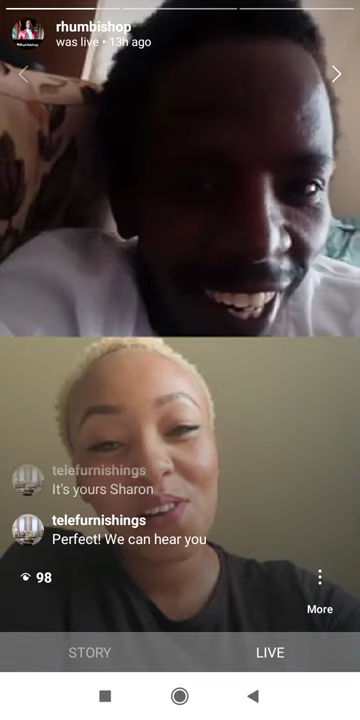 rhumbishop
was live • 13h ago
telefurnishings
It's yours Sharon
telefurnishings
Perfect! We can hear you
98
More
STORY
LIVE